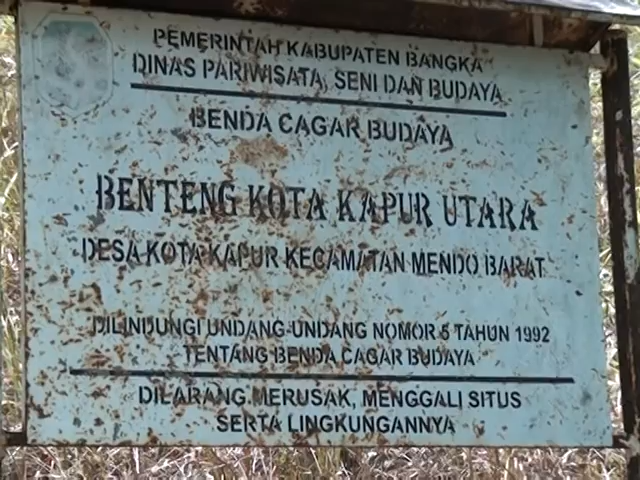 PEMERINTAH KABUPATEN BANGKA
DINAS PARIWISATA, SENI DAN BUDAYA
BENDA CAGAR BUDAYA
BENTENG KOTA KAPUR UTARA
DESA KOTA KAPUR KECAMATAN MENDO BARAT
DILINDUNGI UNDANG-UNDANG NOMOR 5 TAHUN 1992
TENTANG BENDA CAGAR BUDAYA
DILARANG MERUSAK, MENGGALI SITUS
SERTA LINGKUNGANNYA